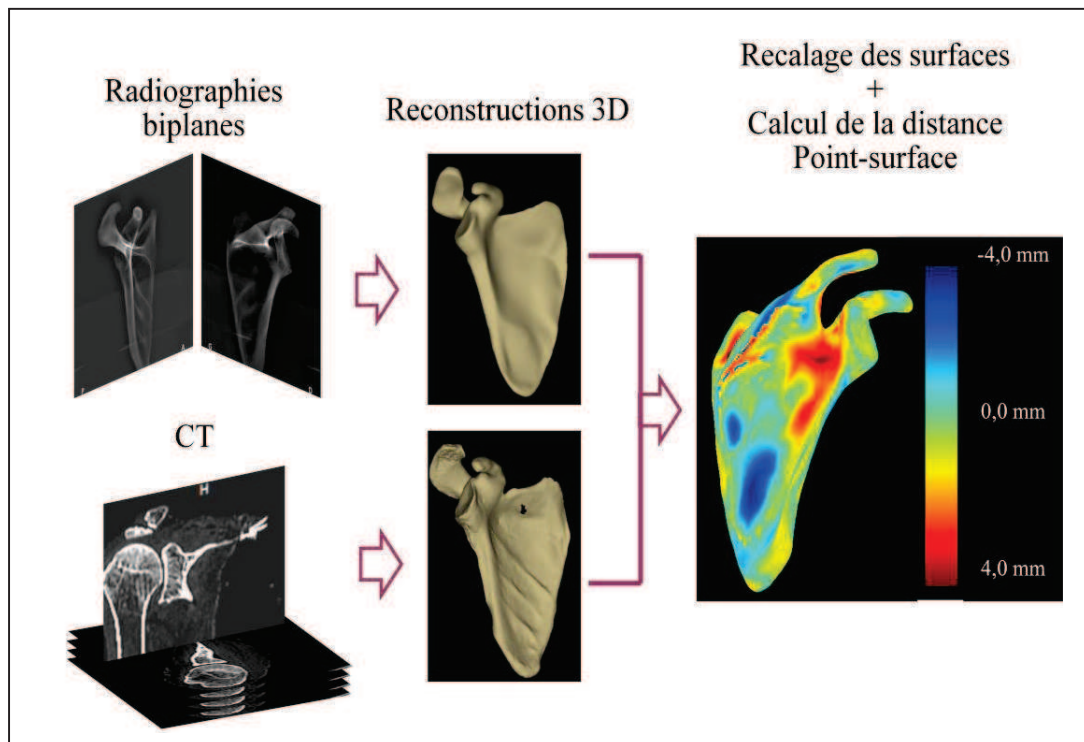 Radiographies
biplanes
Reconstructions 3D
Recalage des surfaces
+
Calcul de la distance
Point-surface
CT
H
-4,0 mm
0,0 mm
4,0 mm